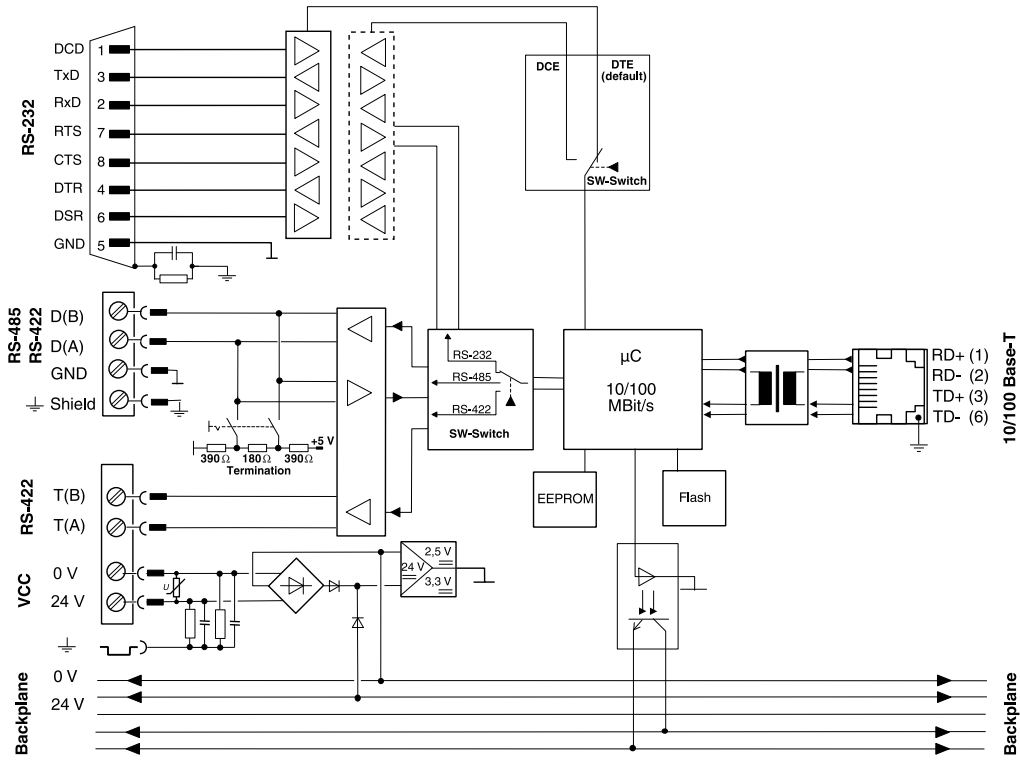 RS-232
DCD 1
TxD 3
RxD 2
RTS 7
CTS 8
DTR 4
DSR 6
GND 5
DCE
DTE
(default)
SW-Switch
RS-485
RS-422
D(B)
D(A)
GND
Shield
+5 V
390Ω 180Ω 390Ω
Termination
RS-232
RS-485
RS-422
SW-Switch
µC
10/100
MBit/s
EEPROM
Flash
RD+ (1)
RD- (2)
TD+ (3)
TD- (6)
10/100 Base-T
RS-422
T(B)
T(A)
VCC
0 V
24 V
U
24 V
2,5 V
3,3 V
Backplane
0 V
24 V
Backplane